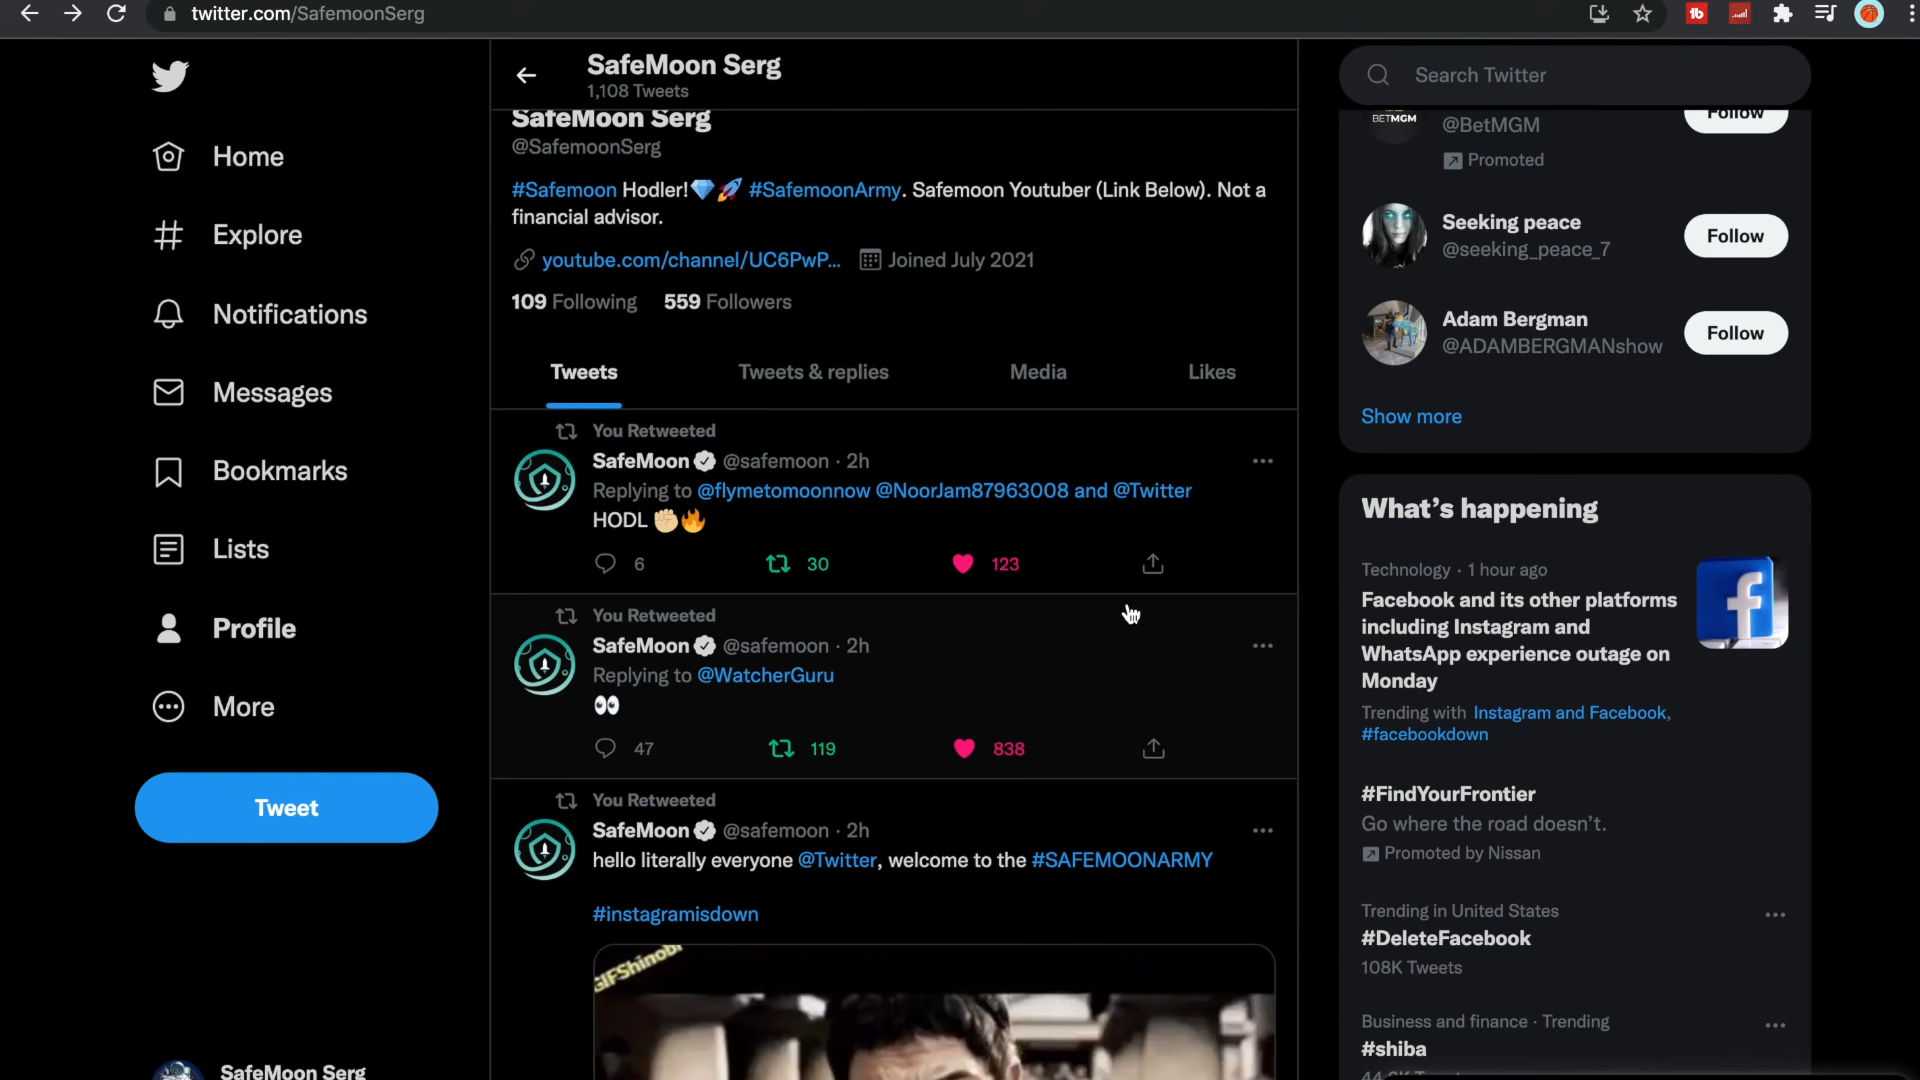 twitter.com/SafemoonSerg
Home
Explore
Notifications
Messages
Bookmarks
Lists
Profile
More
Tweet
SafeMoon Serg
SafeMoon Serg
1,108 Tweets
SafeMoon Serg
@SafemoonSerg
#Safemoon Hodler!💎🚀 #SafemoonArmy. Safemoon Youtuber (Link Below). Not a
financial advisor.
youtube.com/channel/UC6PwP... Joined July 2021
109 Following 559 Followers
Tweets Tweets & replies Media Likes
You Retweeted
SafeMoon @safemoon · 2h
Replying to @flymetomoonnow @NoorJam87963008 and @Twitter
HODL ✊🏼🔥
6 30 123
You Retweeted
SafeMoon @safemoon · 2h
Replying to @WatcherGuru
👀
47 119 838
You Retweeted
SafeMoon @safemoon · 2h
hello literally everyone @Twitter, welcome to the #SAFEMOONARMY
#instagramisdown
GIFShinobi
Search Twitter
BETMGM
@BetMGM
Follow
Promoted
Seeking peace
@seeking_peace_7
Follow
Adam Bergman
@ADAMBERGMANshow
Follow
Show more
What's happening
Technology · 1 hour ago
Facebook and its other platforms
including Instagram and
WhatsApp experience outage on
Monday
Trending with Instagram and Facebook,
#facebookdown
#FindYourFrontier
Go where the road doesn't.
Promoted by Nissan
Trending in United States
#DeleteFacebook
108K Tweets
Business and finance · Trending
#shiba